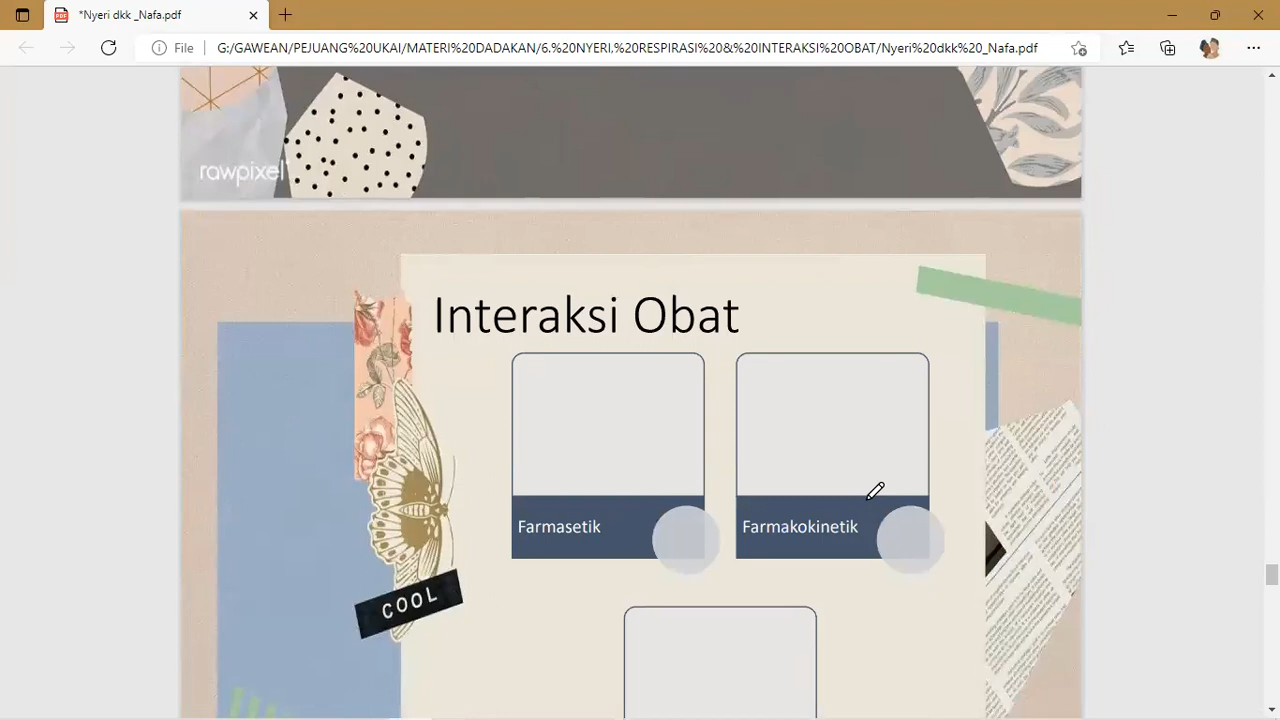 *Nyeri dkk _Nafa.pdf
File
G:/GAWEAN/PEJUANG%20UKAI/MATERI%20DADAKAN/6.%20NYERI,%20RESPIRASI%20&%20INTERAKSI%20OBAT/Nyeri%20dkk%20_Nafa.pdf
rawpixel
Interaksi Obat
Farmasetik
Farmakokinetik
COOL